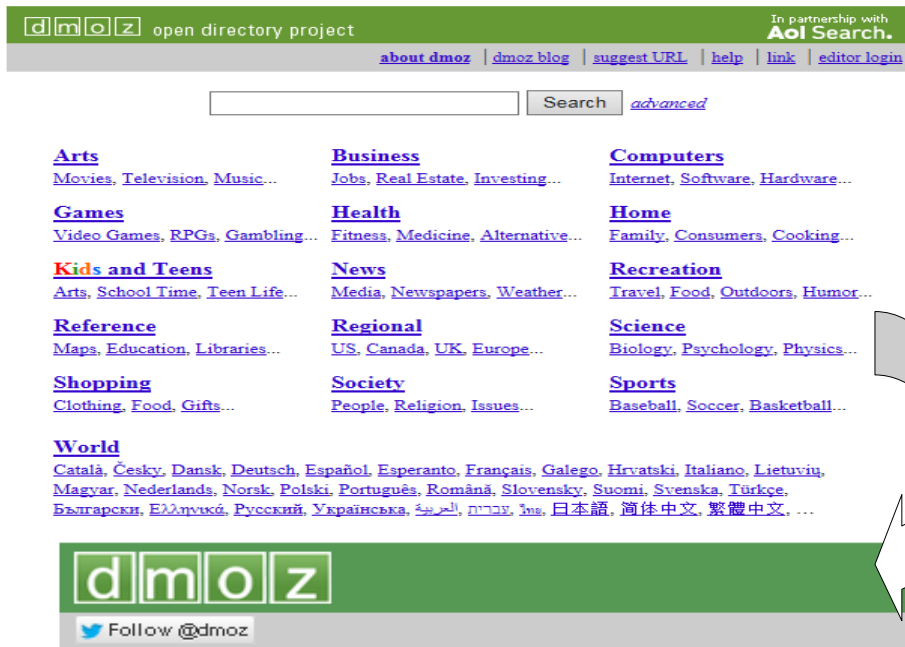 dmoz open directory project
In partnership with
Aol Search.
about dmoz | dmoz blog | suggest URL | help | link | editor login
Search advanced
Arts Business Computers
Movies, Television, Music... Jobs, Real Estate, Investing... Internet, Software, Hardware...
Games Health Home
Video Games, RPGs, Gambling... Fitness, Medicine, Alternative... Family, Consumers, Cooking...
Kids and Teens News Recreation
Arts, School Time, Teen Life... Media, Newspapers, Weather... Travel, Food, Outdoors, Humor...
Reference Regional Science
Maps, Education, Libraries... US, Canada, UK, Europe... Biology, Psychology, Physics...
Shopping Society Sports
Clothing, Food, Gifts... People, Religion, Issues... Baseball, Soccer, Basketball...
World
Català, Česky, Dansk, Deutsch, Español, Esperanto, Français, Galego, Hrvatski, Italiano, Lietuvių,
Magyar, Nederlands, Norsk, Polski, Português, Română, Slovensky, Suomi, Svenska, Türkçe,
Български, Ελληνικά, Русский, Українська, العربية, עברית, ไทย, 日本語, 简体中文, 繁體中文, ...
dmoz
Follow @dmoz